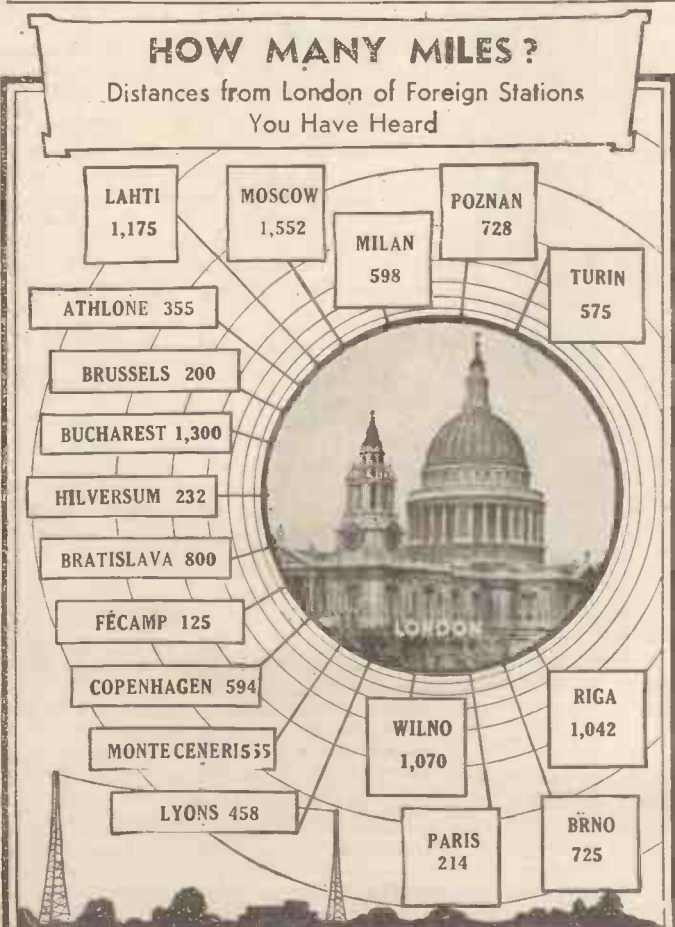 HOW MANY MILES?
Distances from London of Foreign Stations
You Have Heard
LAHTI
1,175
MOSCOW
1,552
MILAN
598
POZNAN
728
TURIN
575
ATHLONE 355
BRUSSELS 200
BUCHAREST 1,300
HILVERSUM 232
BRATISLAVA 800
FÉCAMP 125
COPENHAGEN 594
MONTE CENERI
LYONS 458
LONDON
WILNO
1,070
PARIS
214
RIGA
1,042
BRNO
725